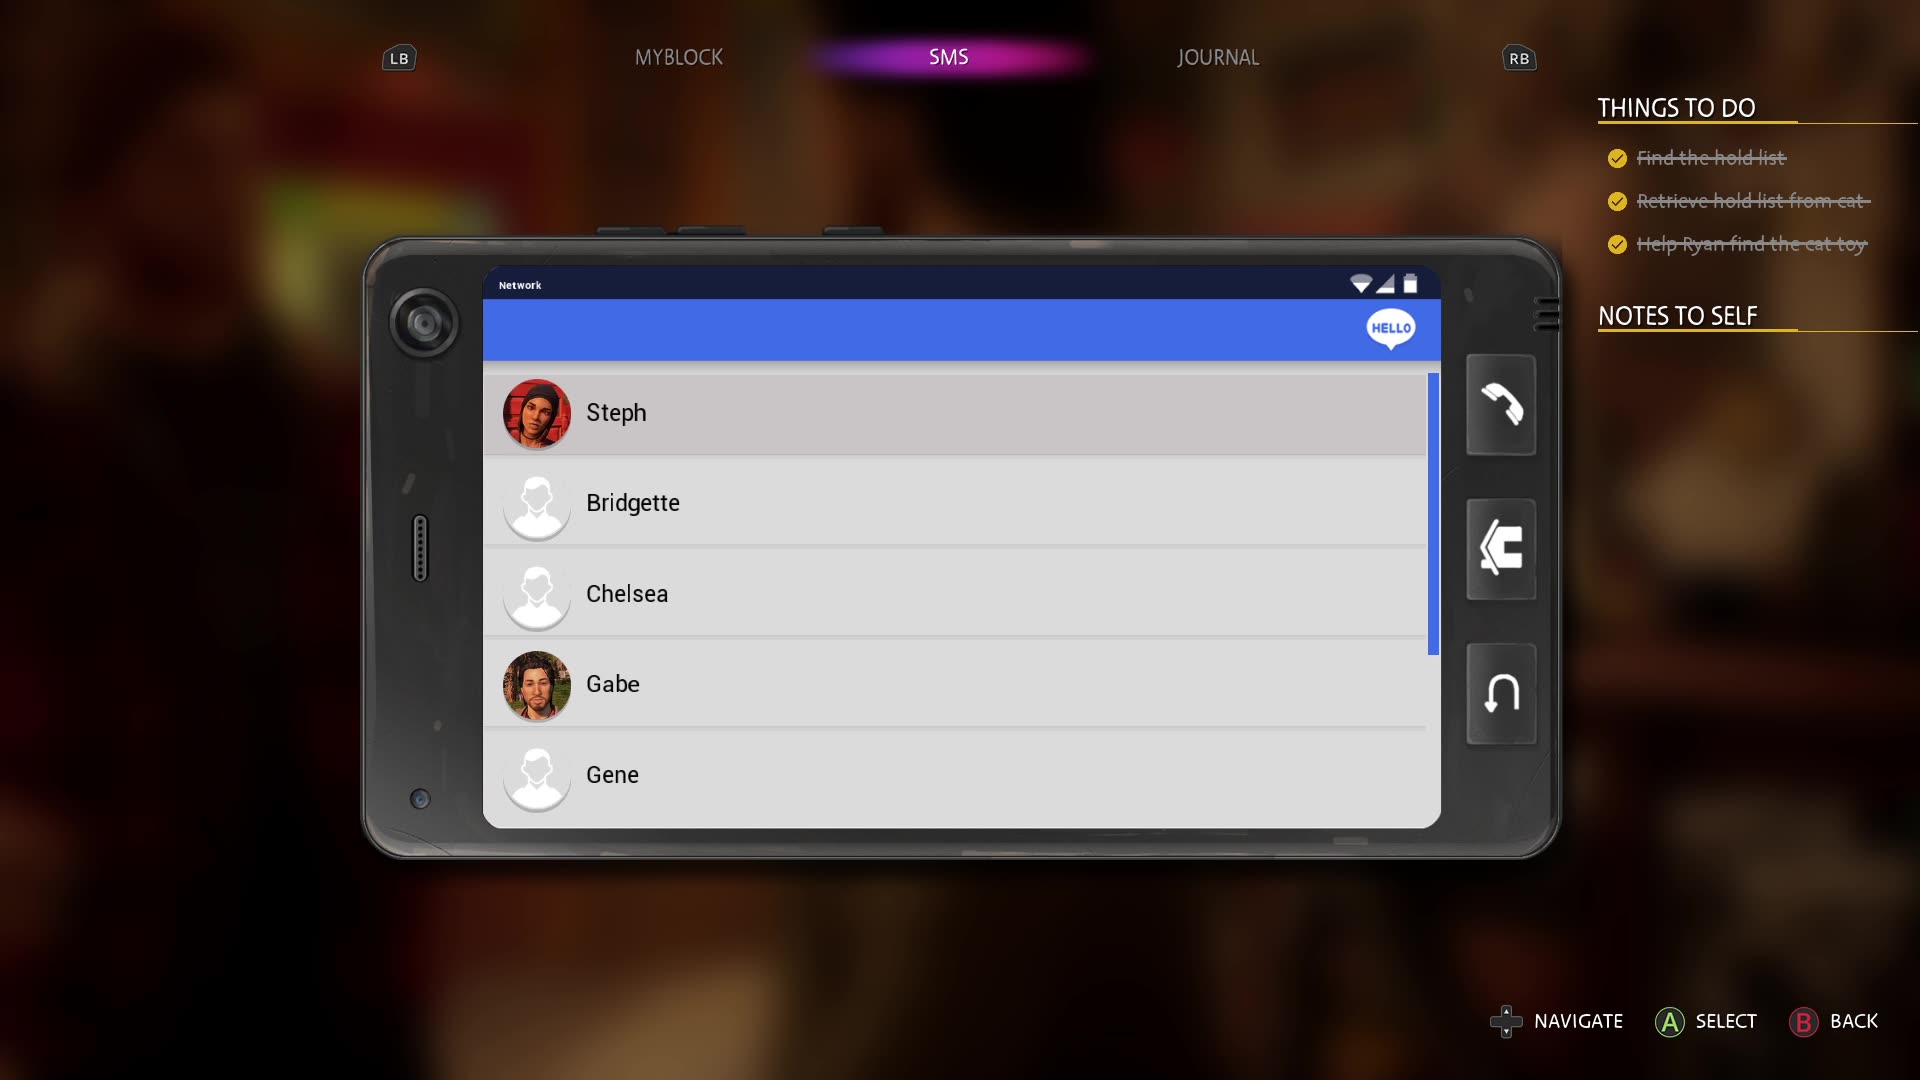 LB
MYBLOCK
SMS
JOURNAL
RB
THINGS TO DO
Find the hold list
Retrieve hold list from cat
Help Ryan find the cat toy
NOTES TO SELF
Network
HELLO
Steph
Bridgette
Chelsea
Gabe
Gene
NAVIGATE
A SELECT
B BACK